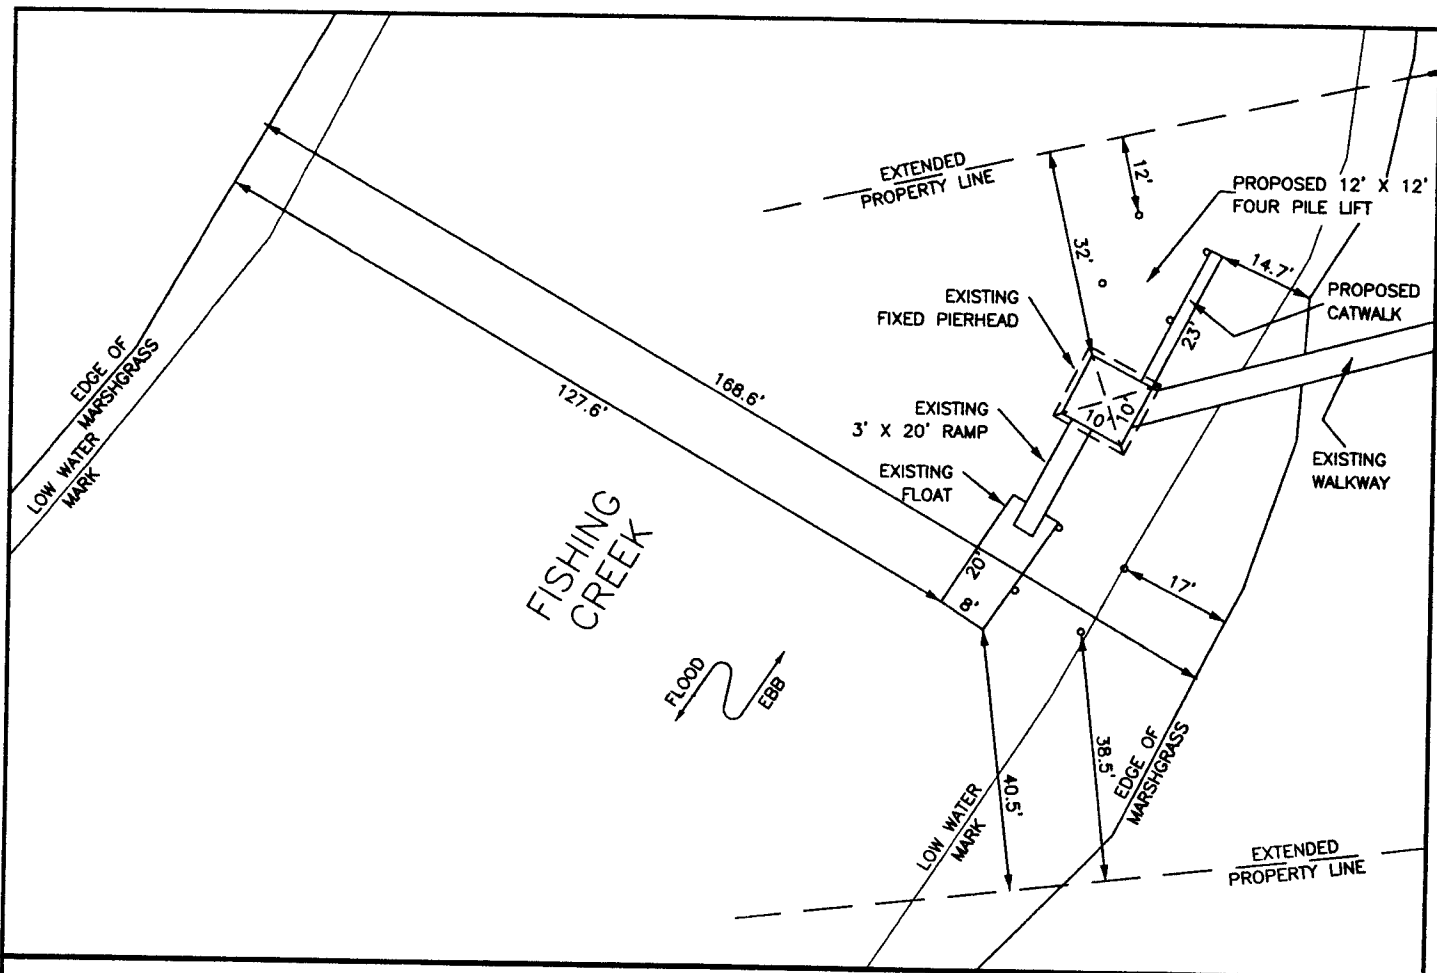 EXTENDED
PROPERTY LINE
12'
PROPOSED 12' X 12'
FOUR PILE LIFT
32'
14.7'
EXISTING
FIXED PIERHEAD
PROPOSED
CATWALK
23'
EDGE OF
MARSHGRASS
127.6'
168.6'
10'
10'
EXISTING
3' X 20' RAMP
EXISTING
WALKWAY
LOW WATER
MARK
EXISTING
FLOAT
FISHING
CREEK
20'
8'
17'
FLOOD
EBB
40.5'
38.5'
EDGE OF
MARSHGRASS
LOW WATER
MARK
EXTENDED
PROPERTY LINE